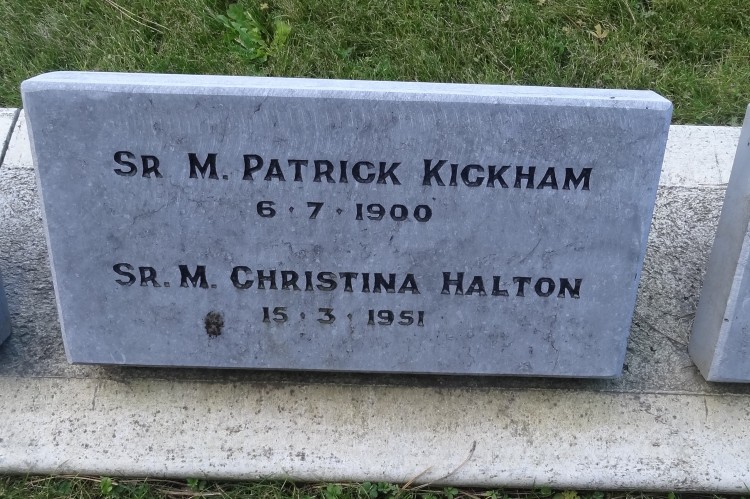 SR M. PATRICK KICKHAM
6·7·1900
SR. M. CHRISTINA HALTON
15·3·1951